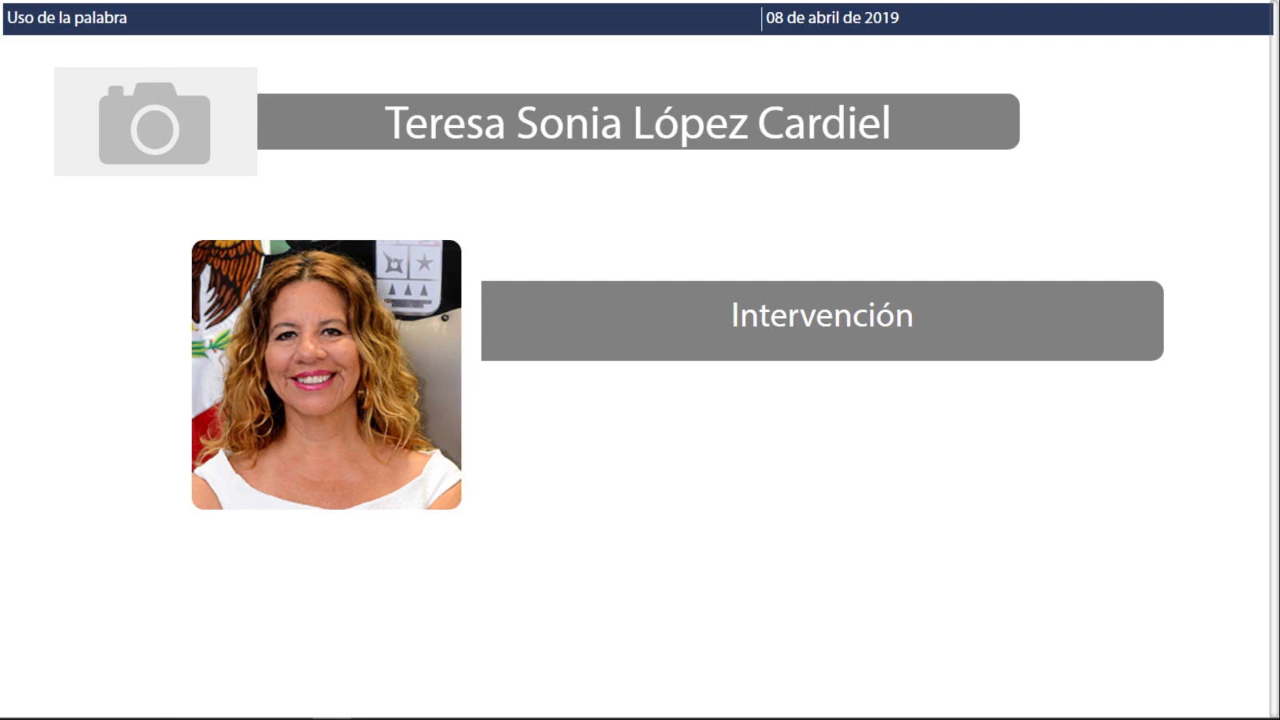 Uso de la palabra
08 de abril de 2019
Teresa Sonia López Cardiel
Intervención